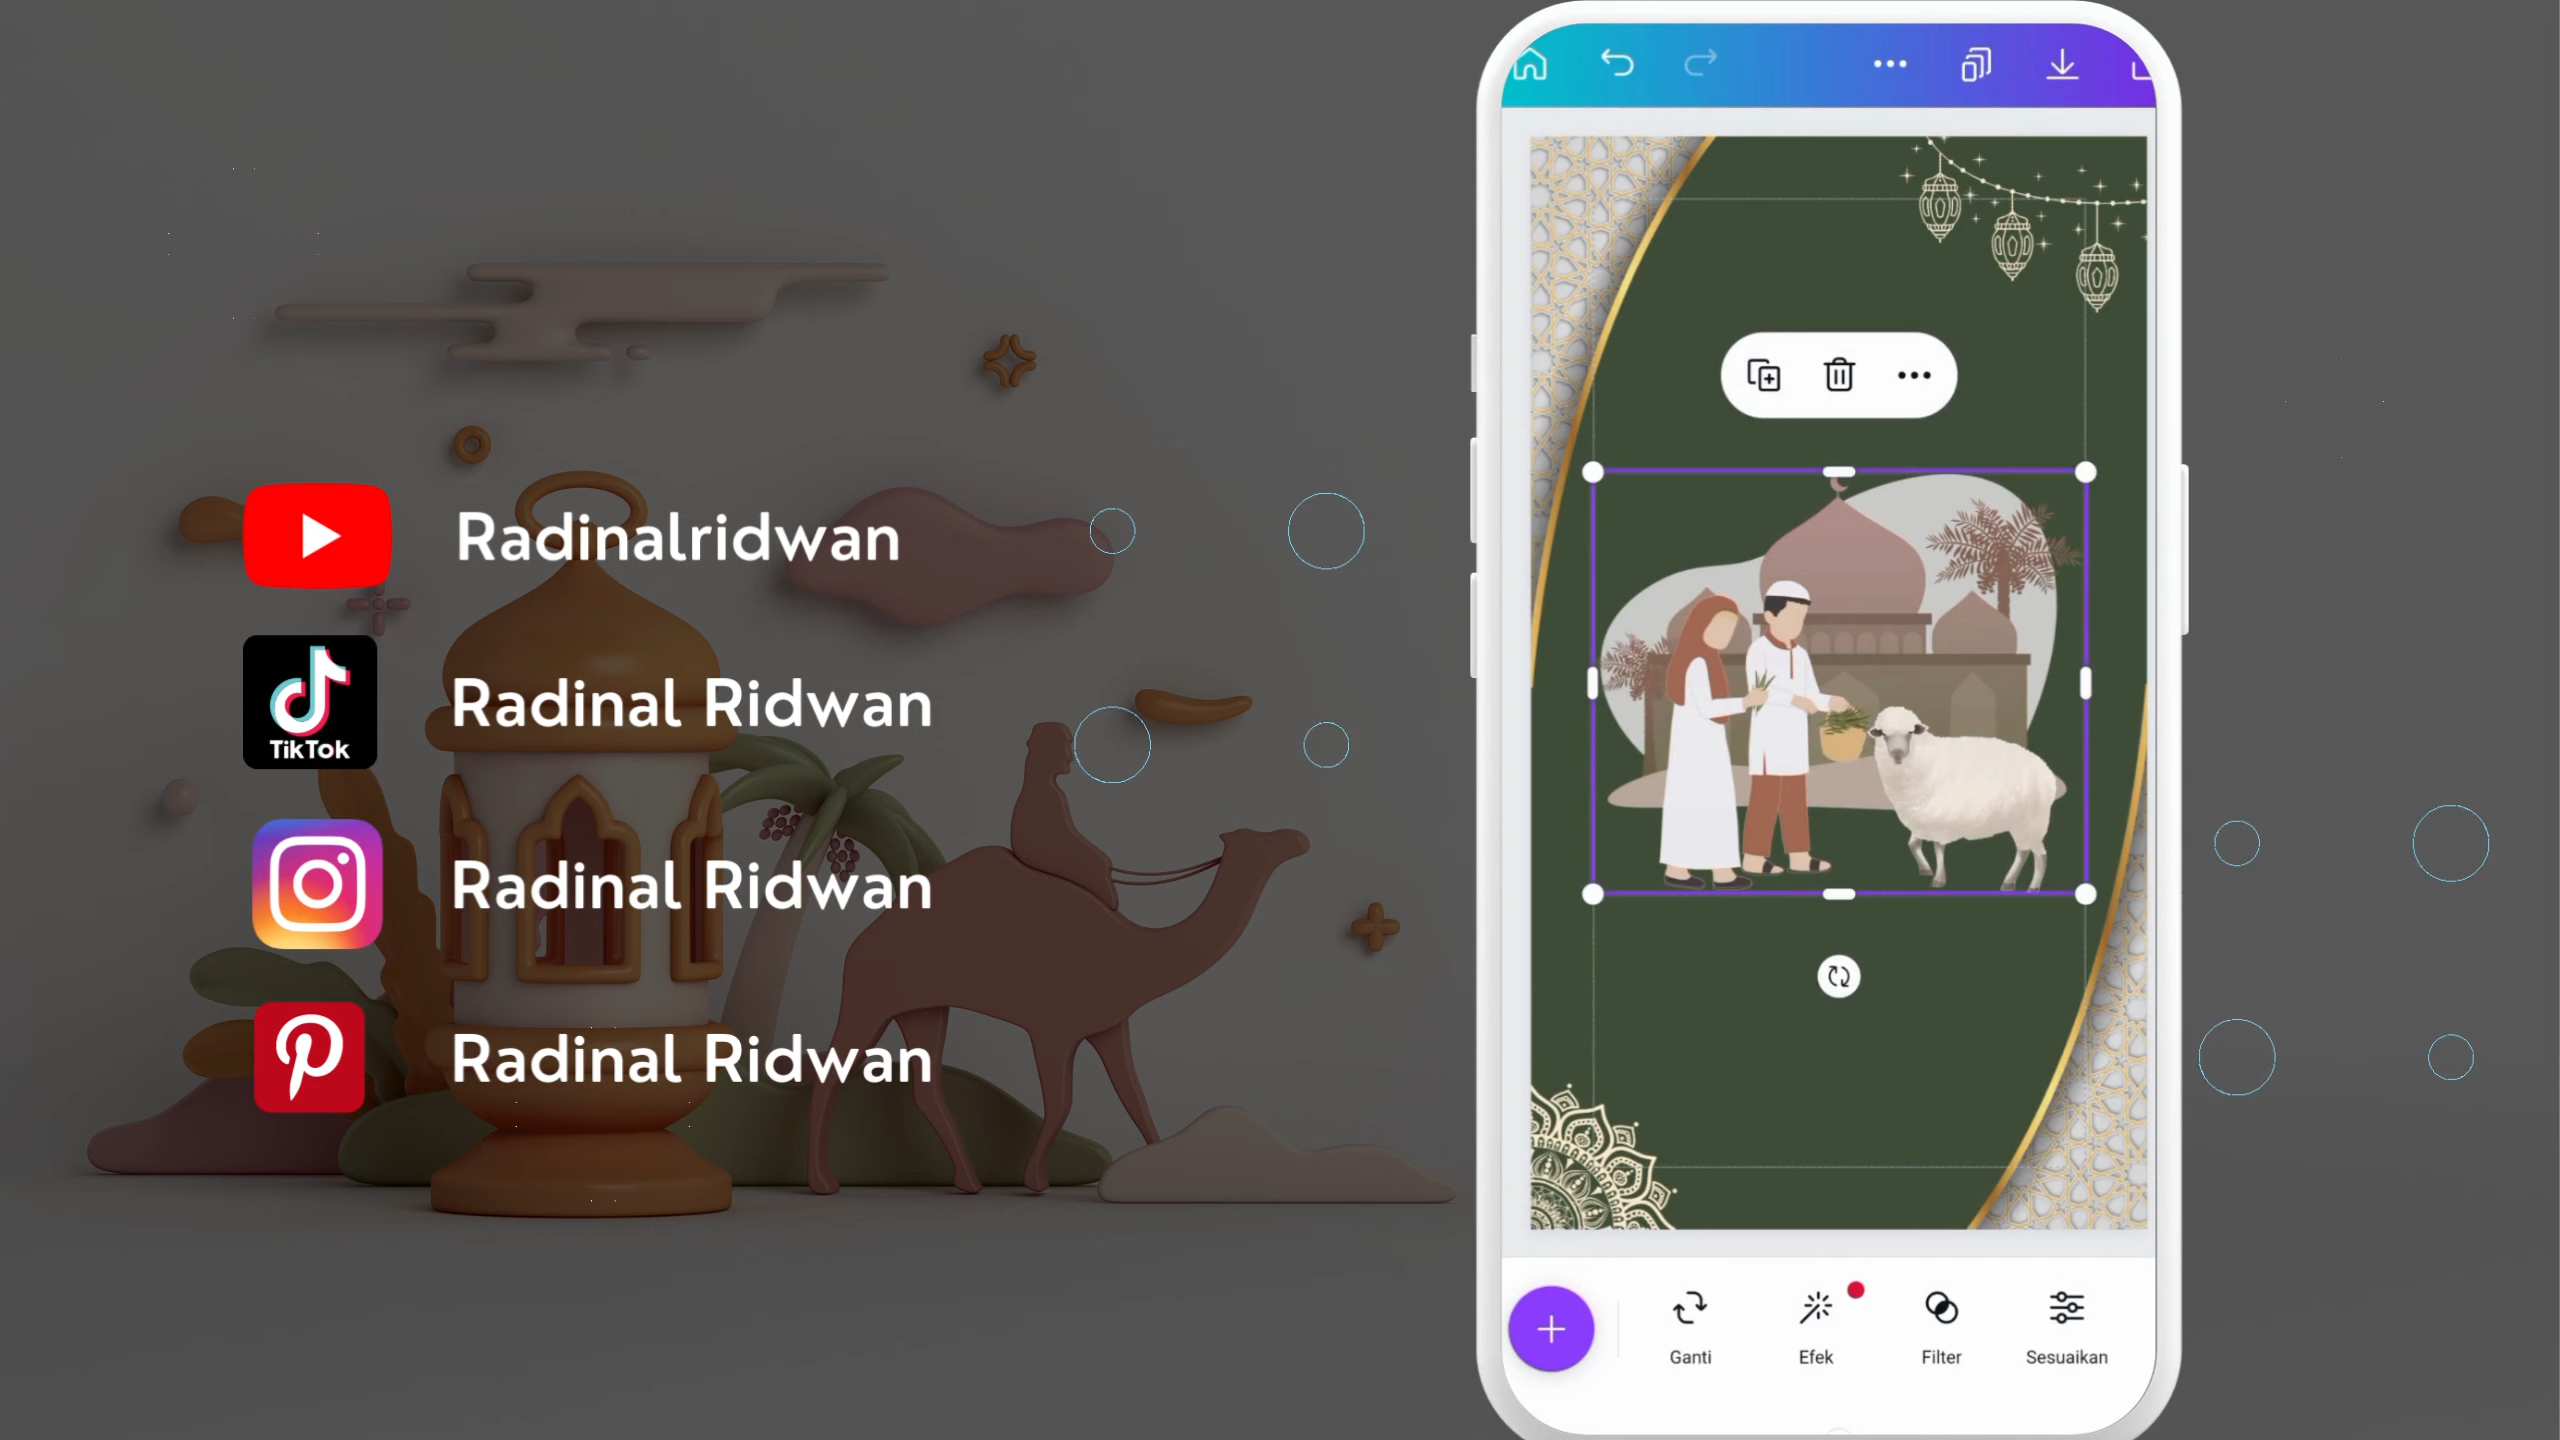 Radinalridwan
TikTok
Radinal Ridwan
Radinal Ridwan
Radinal Ridwan
Ganti
Efek
Filter
Sesuaikan